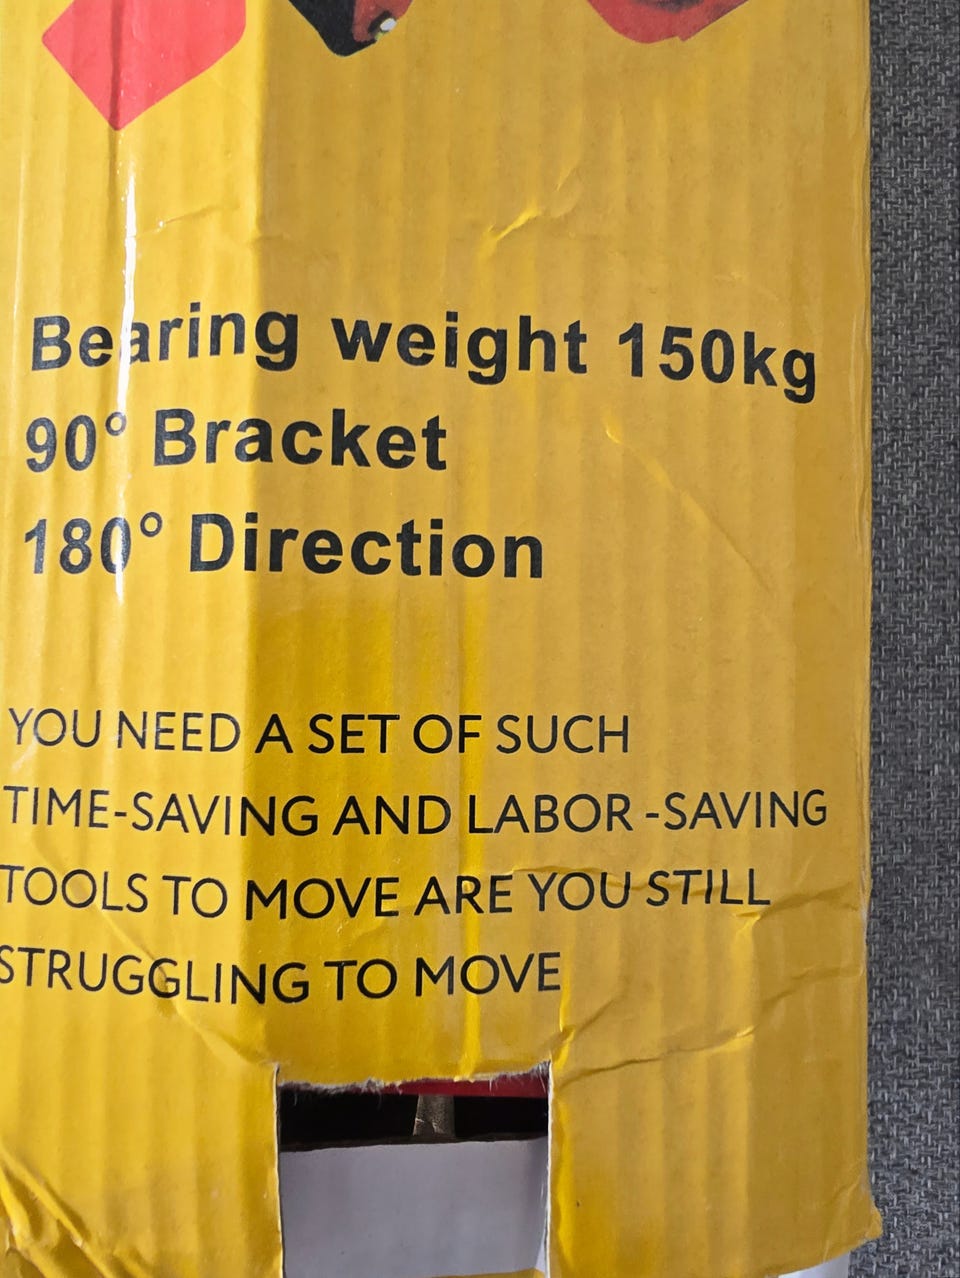 Bearing weight 150kg
90° Bracket
180° Direction
YOU NEED A SET OF SUCH
TIME-SAVING AND LABOR -SAVING
TOOLS TO MOVE ARE YOU STILL
STRUGGLING TO MOVE